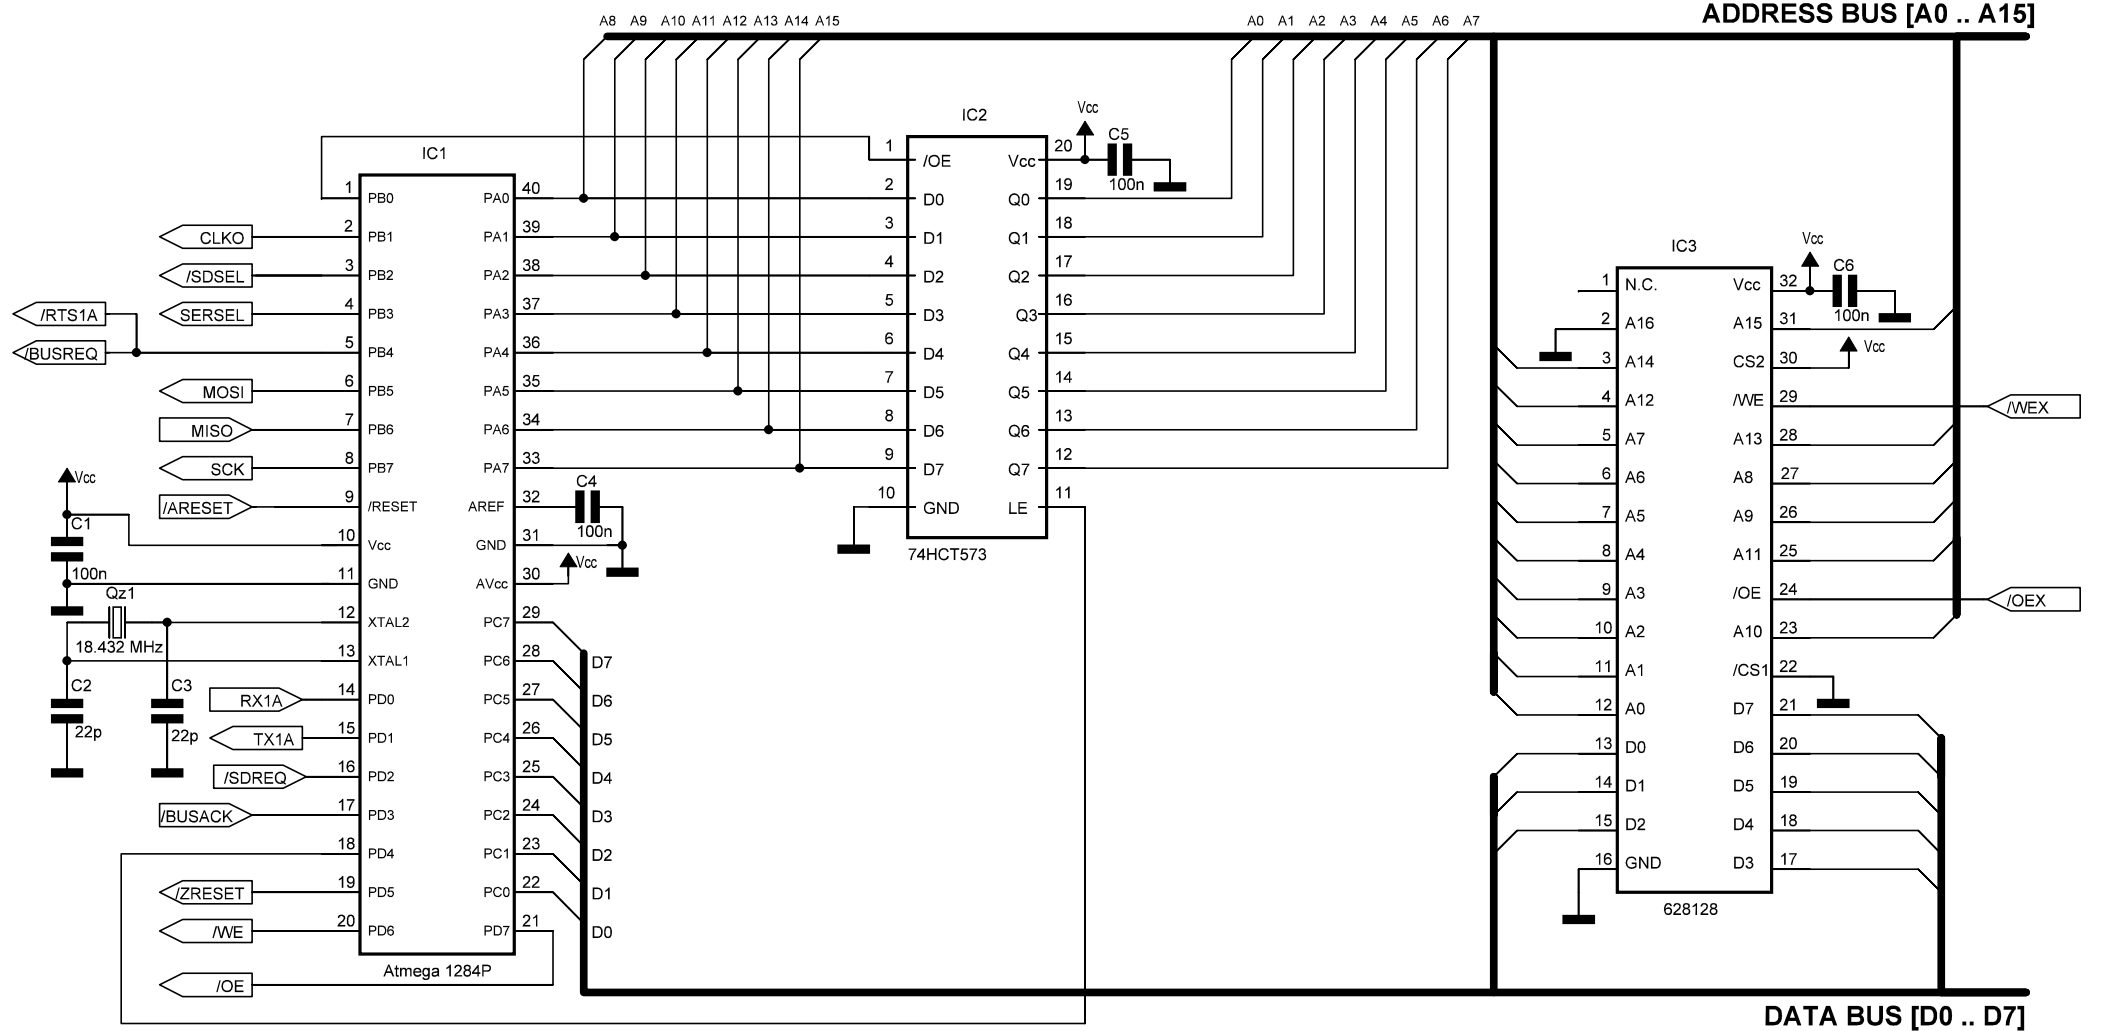 ADDRESS BUS [A0 .. A15]
A8 A9 A10 A11 A12 A13 A14 A15
A0 A1 A2 A3 A4 A5 A6 A7
IC1
1 PB0 PA0 40
CLKO 2 PB1 PA1 39
/SDSEL 3 PB2 PA2 38
SERSEL 4 PB3 PA3 37
/RTS1A
/BUSREQ 5 PB4 PA4 36
MOSI 6 PB5 PA5 35
MISO 7 PB6 PA6 34
SCK 8 PB7 PA7 33
/ARESET 9 /RESET AREF 32
10 Vcc GND 31
11 GND AVcc 30
12 XTAL2 PC7 29
13 XTAL1 PC6 28
RX1A 14 PD0 PC5 27
TX1A 15 PD1 PC4 26
/SDREQ 16 PD2 PC3 25
/BUSACK 17 PD3 PC2 24
18 PD4 PC1 23
/ZRESET 19 PD5 PC0 22
/WE 20 PD6 PD7 21
/OE
Atmega 1284P
Vcc
C1
100n
Qz1
18.432 MHz
C2
22p
C3
22p
C4
100n
Vcc
D7
D6
D5
D4
D3
D2
D1
D0
IC2
1 /OE Vcc 20
2 D0 Q0 19
3 D1 Q1 18
4 D2 Q2 17
5 D3 Q3 16
6 D4 Q4 15
7 D5 Q5 14
8 D6 Q6 13
9 D7 Q7 12
10 GND LE 11
74HCT573
Vcc
C5
100n
IC3
1 N.C. Vcc 32
2 A16 A15 31
3 A14 CS2 30
4 A12 /WE 29
5 A7 A13 28
6 A6 A8 27
7 A5 A9 26
8 A4 A11 25
9 A3 /OE 24
10 A2 A10 23
11 A1 /CS1 22
12 A0 D7 21
13 D0 D6 20
14 D1 D5 19
15 D2 D4 18
16 GND D3 17
628128
Vcc
C6
100n
Vcc
/WEX
/OEX
DATA BUS [D0 .. D7]